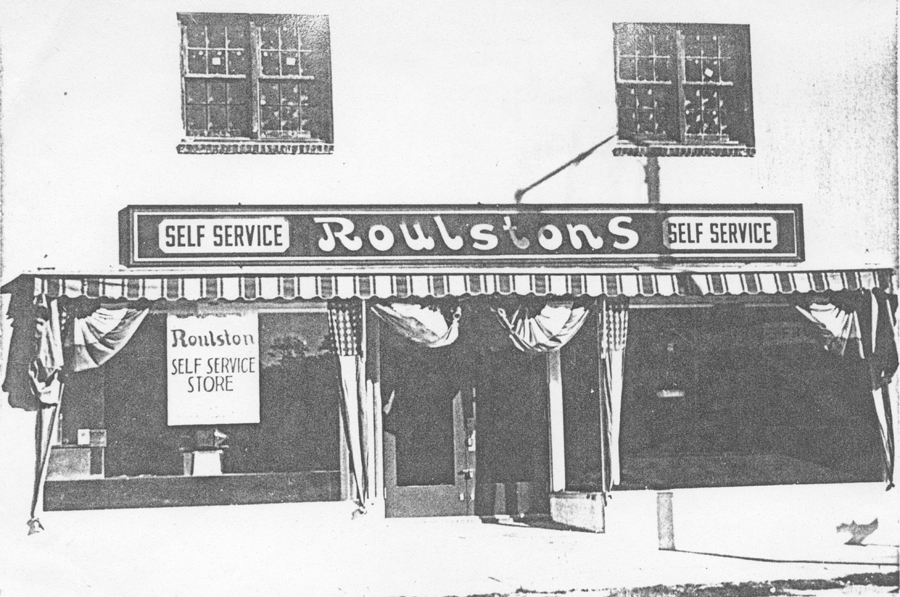 SELF SERVICE Roulstons SELF SERVICE
Roulston
SELF SERVICE
STORE